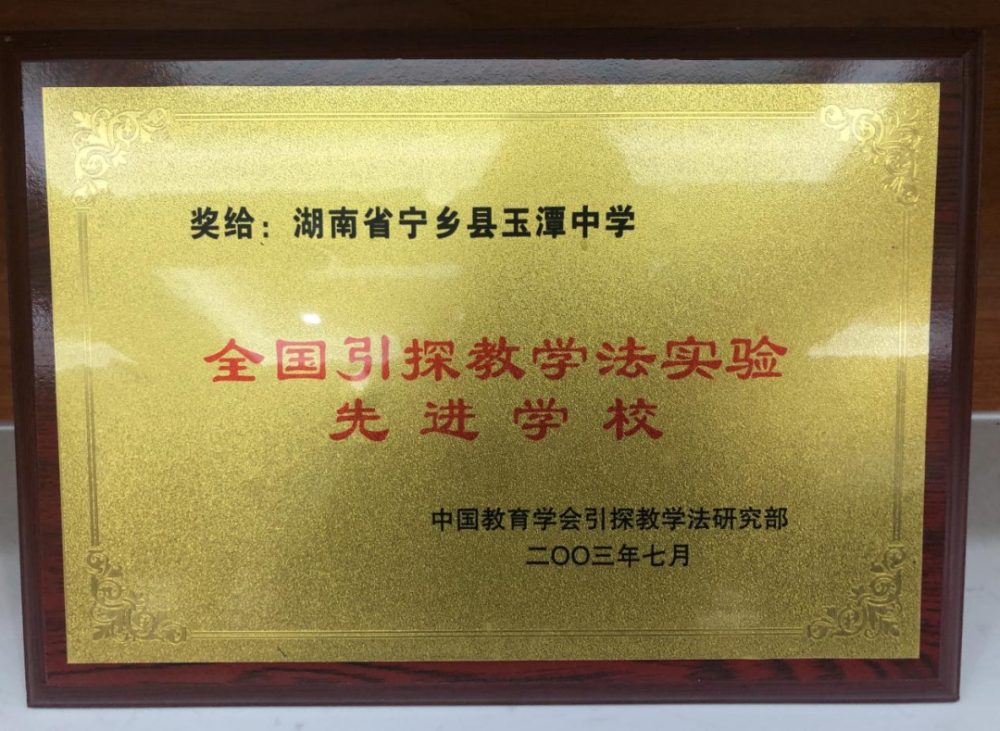 奖给：湖南省宁乡县玉潭中学
全国引探教学法实验
先进学校
中国教育学会引探教学法研究部
二〇〇三年七月